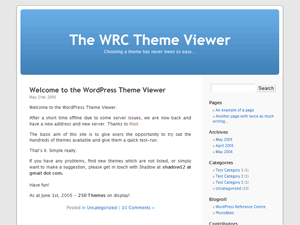 The WRC Theme Viewer
Choosing a theme has never been so easy.
Welcome to the WordPress Theme Viewer
May 21st, 2005
Welcome to the WordPress Theme Viewer.
After a short time offline due to some server issues, we are now back and
have a new address and new server. Thanks to Matt
The basic aim of this site is to give users the opportunity to try out the
hundreds of themes available and give them a quick test-run.
That's it. Simple really.
If you have any problems, find new themes which are not listed, or simply
want to make a suggestion, please get in touch with Shadow at shadow12 at
gmail dot com.
Have fun!
As at June 1st, 2005 - 250 Themes on display!
Posted in Uncategorized | 10 Comments »
Search
Pages
» An example of a page
» Another page with twice as much
writing...
Archives
» May 2005
» April 2005
» May 2004
Categories
» Test Category 1 (1)
» Test Category 2 (1)
» Test Category 3 (1)
» Uncategorized (1)
Blogroll
» WordPress Reference Centre
» PhotoMatt